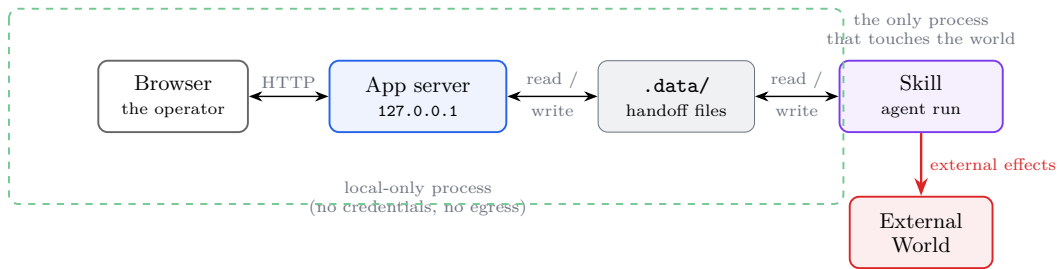 the only process
that touches the world
Browser
the operator
HTTP
App server
127.0.0.1
read /
write
.data/
handoff files
read /
write
Skill
agent run
external effects
local-only process
(no credentials, no egress)
External
World